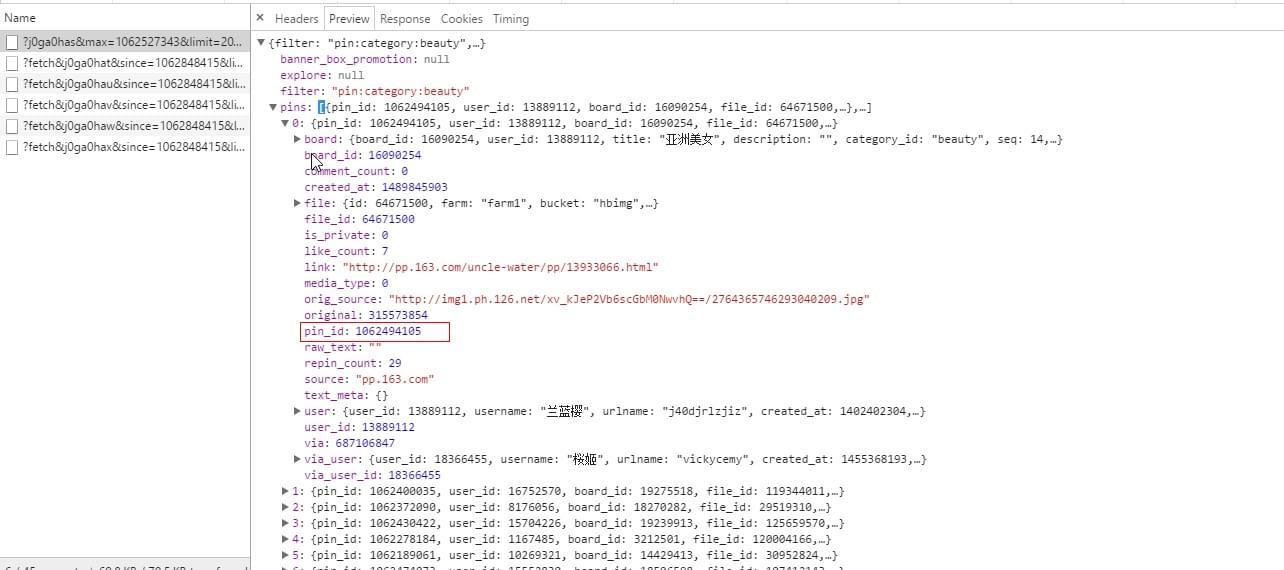 Name
× Headers Preview Response Cookies Timing
?j0ga0has&max=1062527343&limit=20...
?fetch&j0ga0hat&since=1062848415&li...
?fetch&j0ga0hau&since=1062848415&li...
?fetch&j0ga0hav&since=1062848415&li...
?fetch&j0ga0haw&since=1062848415&l...
?fetch&j0ga0hax&since=1062848415&li...
{filter: "pin:category:beauty",…}
banner_box_promotion: null
explore: null
filter: "pin:category:beauty"
pins: [{pin_id: 1062494105, user_id: 13889112, board_id: 16090254, file_id: 64671500,…},…]
0: {pin_id: 1062494105, user_id: 13889112, board_id: 16090254, file_id: 64671500,…}
board: {board_id: 16090254, user_id: 13889112, title: "亚洲美女", description: "", category_id: "beauty", seq: 14,…}
board_id: 16090254
comment_count: 0
created_at: 1489845903
file: {id: 64671500, farm: "farm1", bucket: "hbimg",…}
file_id: 64671500
is_private: 0
like_count: 7
link: "http://pp.163.com/uncle-water/pp/13933066.html"
media_type: 0
orig_source: "http://img1.ph.126.net/xv_kJeP2Vb6scGbM0NwvhQ==/2764365746293040209.jpg"
original: 315573854
pin_id: 1062494105
raw_text: ""
repin_count: 29
source: "pp.163.com"
text_meta: {}
user: {user_id: 13889112, username: "兰蓝樱", urlname: "j40djrlzjiz", created_at: 1402402304,…}
user_id: 13889112
via: 687106847
via_user: {user_id: 18366455, username: "桜姬", urlname: "vickycemy", created_at: 1455368193,…}
via_user_id: 18366455
1: {pin_id: 1062400035, user_id: 16752570, board_id: 19275518, file_id: 119344011,…}
2: {pin_id: 1062372090, user_id: 8176056, board_id: 18270282, file_id: 29519310,…}
3: {pin_id: 1062430422, user_id: 15704226, board_id: 19239913, file_id: 125659570,…}
4: {pin_id: 1062278184, user_id: 1167485, board_id: 3212501, file_id: 120004166,…}
5: {pin_id: 1062189061, user_id: 10269321, board_id: 14429413, file_id: 30952824,…}